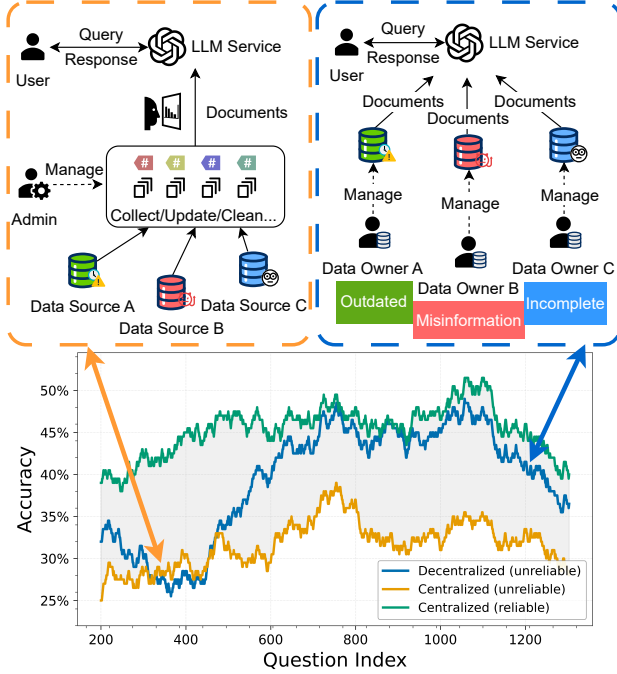 Query
Response
User
LLM Service
Documents
#
#
#
#
Manage
Admin
Collect/Update/Clean...
Data Source A
Data Source B
Data Source C
Query
Response
User
LLM Service
Documents
Documents
Documents
Manage
Manage
Manage
Data Owner A
Data Owner B
Data Owner C
Outdated
Misinformation
Incomplete
50%
45%
40%
35%
30%
25%
Accuracy
Decentralized (unreliable)
Centralized (unreliable)
Centralized (reliable)
200
400
600
800
1000
1200
Question Index